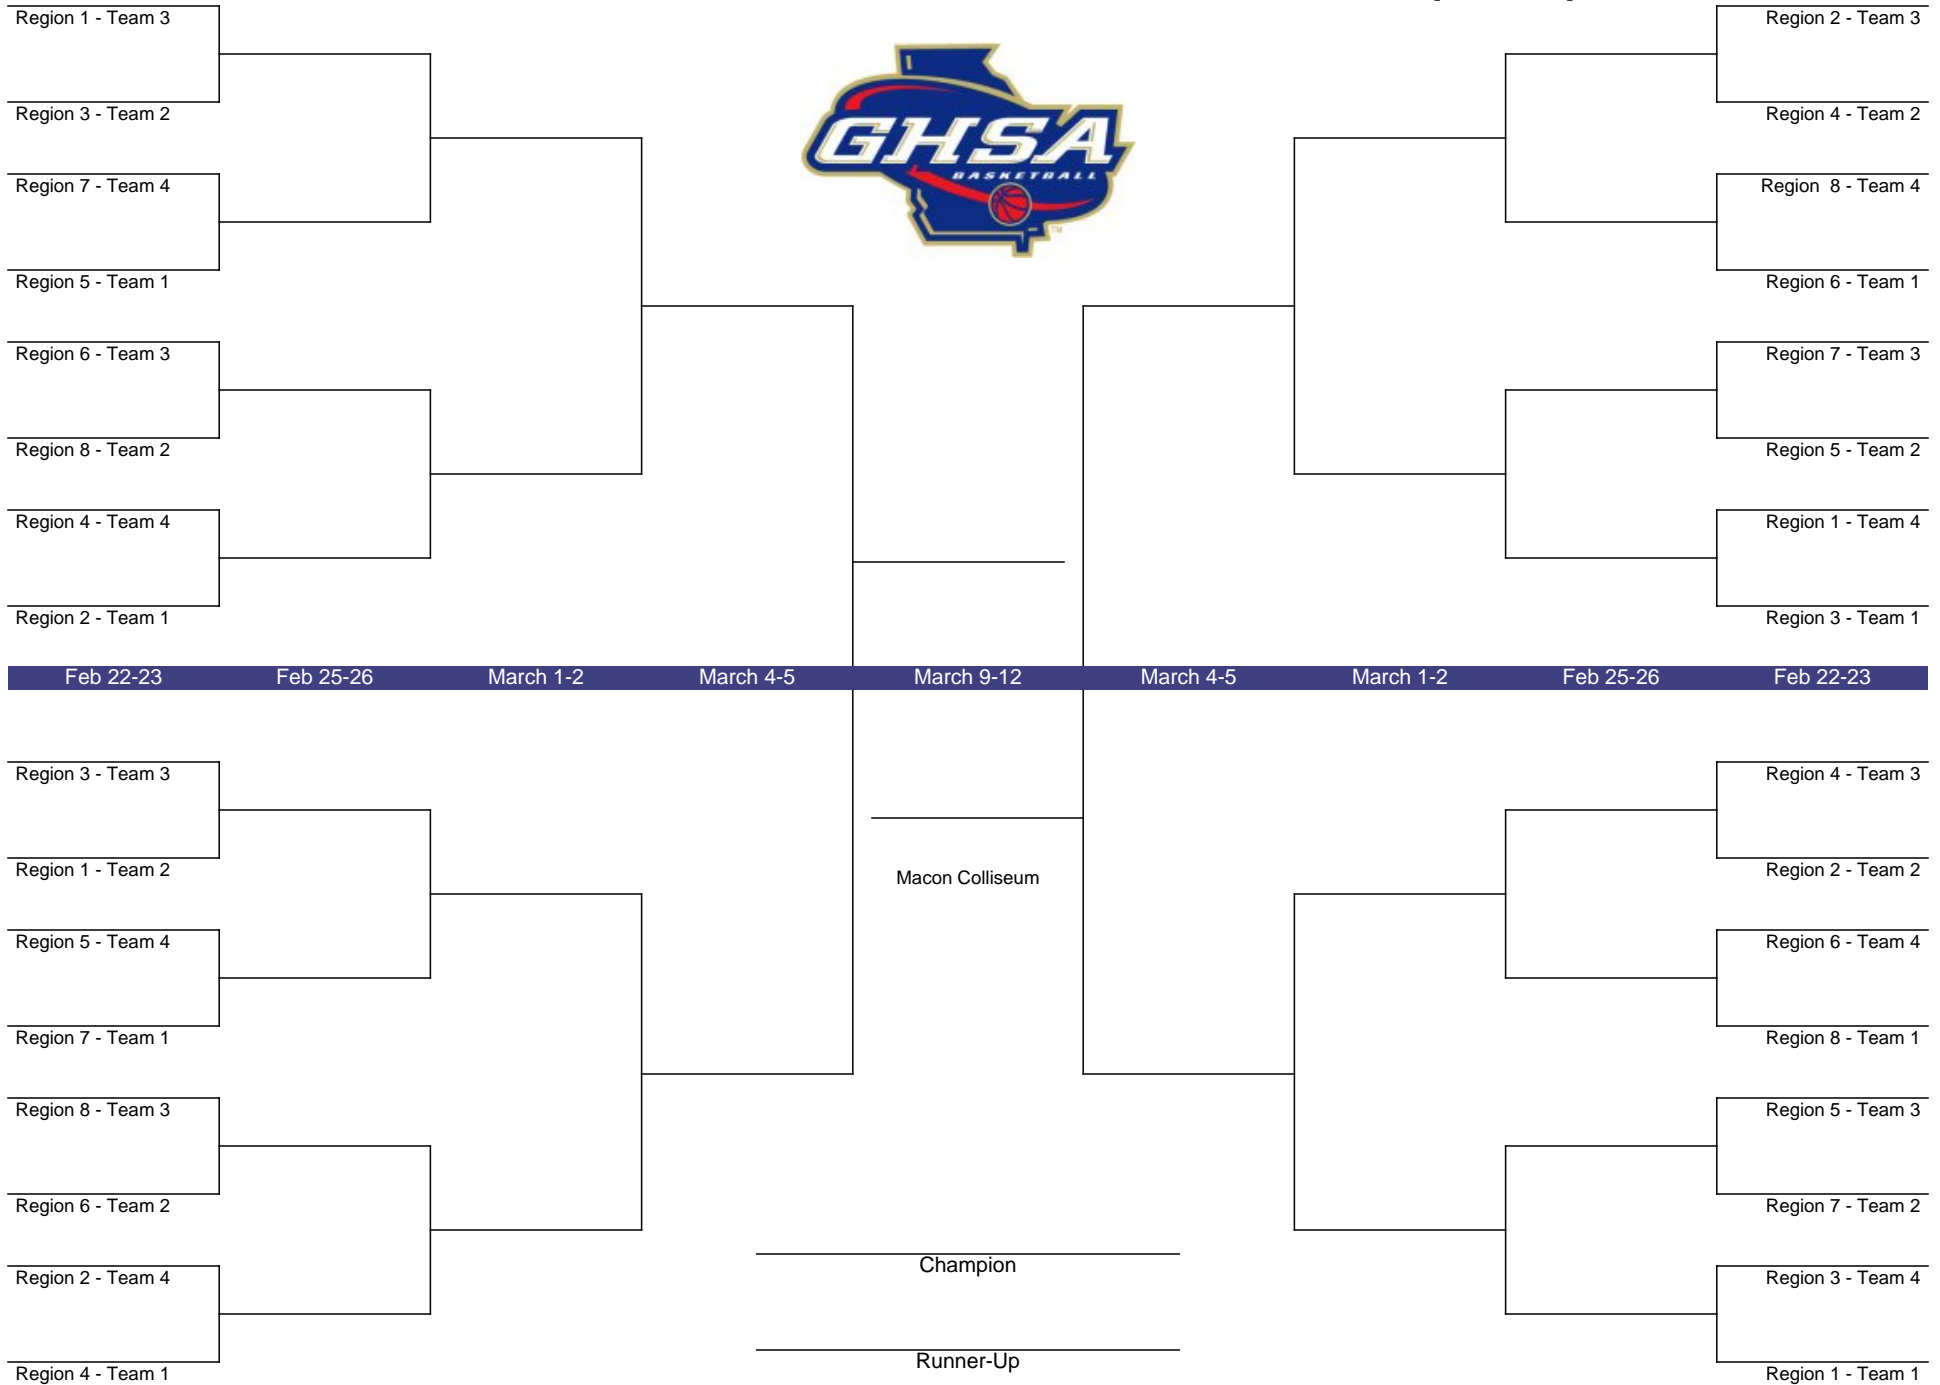 Region 1 - Team 3
Region 2 - Team 3
Region 3 - Team 2
Region 4 - Team 2
GHSA
BASKETBALL
TM
Region 7 - Team 4
Region 8 - Team 4
Region 5 - Team 1
Region 6 - Team 1
Region 6 - Team 3
Region 7 - Team 3
Region 8 - Team 2
Region 5 - Team 2
Region 4 - Team 4
Region 1 - Team 4
Region 2 - Team 1
Region 3 - Team 1
Feb 22-23 Feb 25-26 March 1-2 March 4-5 March 9-12 March 4-5 March 1-2 Feb 25-26 Feb 22-23
Region 3 - Team 3
Region 4 - Team 3
Region 1 - Team 2
Macon Colliseum
Region 2 - Team 2
Region 5 - Team 4
Region 6 - Team 4
Region 7 - Team 1
Region 8 - Team 1
Region 8 - Team 3
Region 5 - Team 3
Region 6 - Team 2
Region 7 - Team 2
Champion
Region 2 - Team 4
Region 3 - Team 4
Runner-Up
Region 4 - Team 1
Region 1 - Team 1